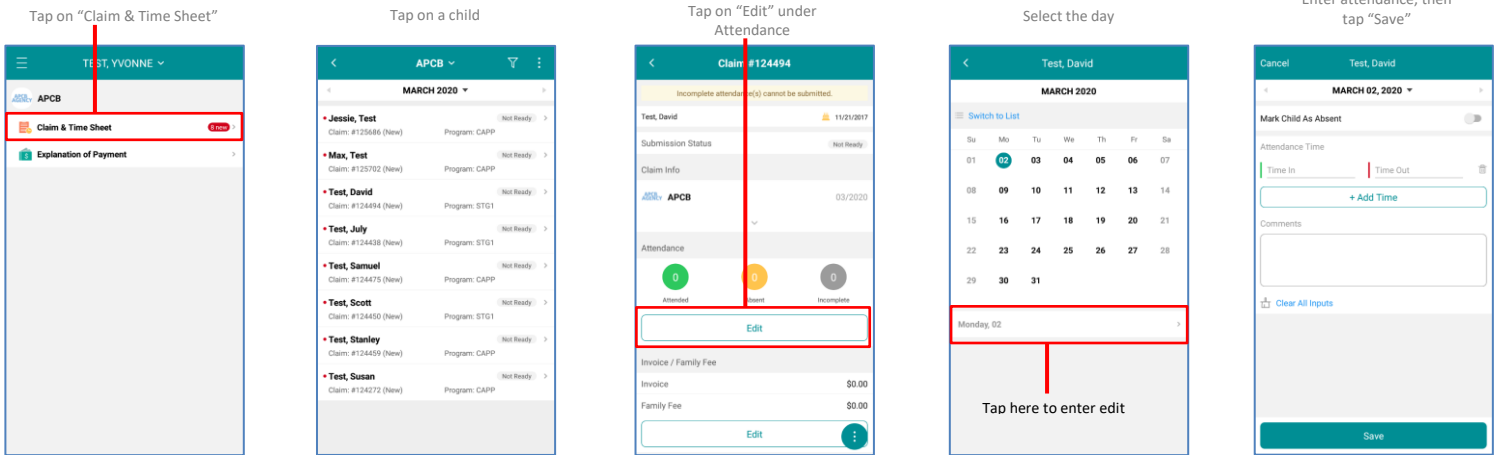 Tap on “Claim & Time Sheet”
TEST, YVONNE
APCB AGENCY
APCB
Claim & Time Sheet
8 new
Explanation of Payment
Tap on a child
APCB
MARCH 2020
Jessie, Test
Not Ready
Claim: #125686 (New) Program: CAPP
Max, Test
Not Ready
Claim: #125702 (New) Program: CAPP
Test, David
Not Ready
Claim: #124494 (New) Program: STG1
Test, July
Not Ready
Claim: #124438 (New) Program: STG1
Test, Samuel
Not Ready
Claim: #124475 (New) Program: CAPP
Test, Scott
Not Ready
Claim: #124450 (New) Program: STG1
Test, Stanley
Not Ready
Claim: #124459 (New) Program: CAPP
Test, Susan
Not Ready
Claim: #124272 (New) Program: CAPP
Tap on “Edit” under
Attendance
Claim #124494
Incomplete attendance(s) cannot be submitted.
Test, David 11/21/2017
Submission Status Not Ready
Claim Info
APCB AGENCY
APCB 03/2020
Attendance
0 0 0
Attended Absent Incomplete
Edit
Invoice / Family Fee
Invoice $0.00
Family Fee $0.00
Edit
Select the day
Test, David
MARCH 2020
Switch to List
Su Mo Tu We Th Fr Sa
01 02 03 04 05 06 07
08 09 10 11 12 13 14
15 16 17 18 19 20 21
22 23 24 25 26 27 28
29 30 31
Monday, 02
Tap here to enter edit
Enter attendance, then
tap “Save”
Cancel Test, David
MARCH 02, 2020
Mark Child As Absent
Attendance Time
Time In Time Out
+ Add Time
Comments
Clear All Inputs
Save